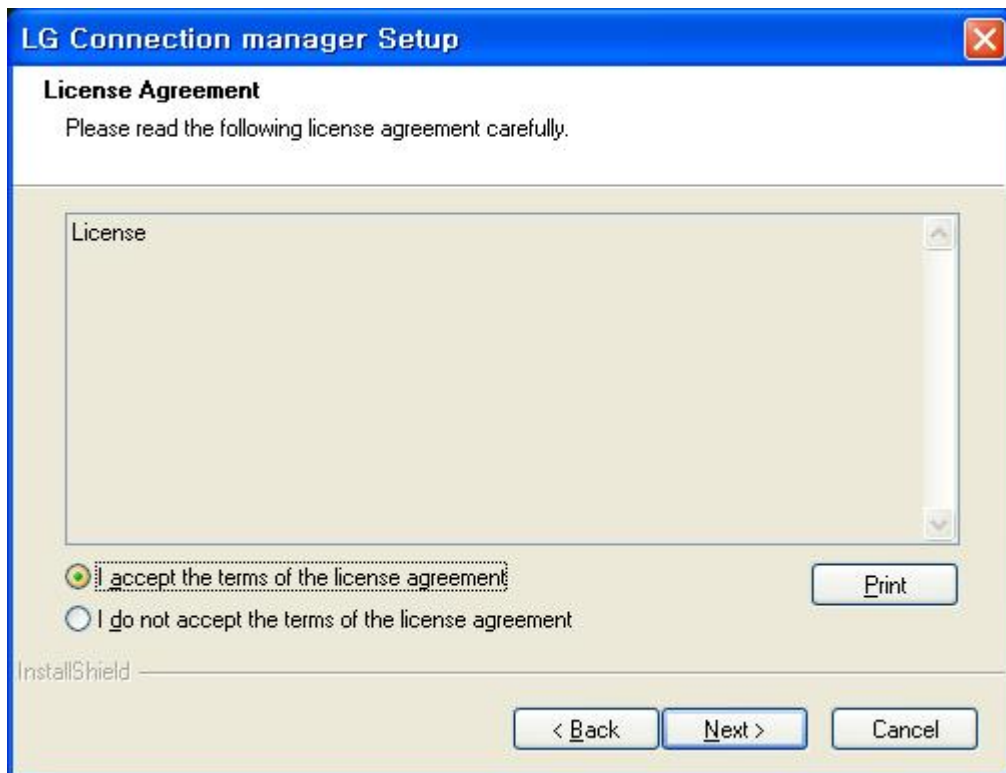 LG Connection manager Setup
License Agreement
Please read the following license agreement carefully.
License
I accept the terms of the license agreement
Print
I do not accept the terms of the license agreement
InstallShield
< Back
Next >
Cancel